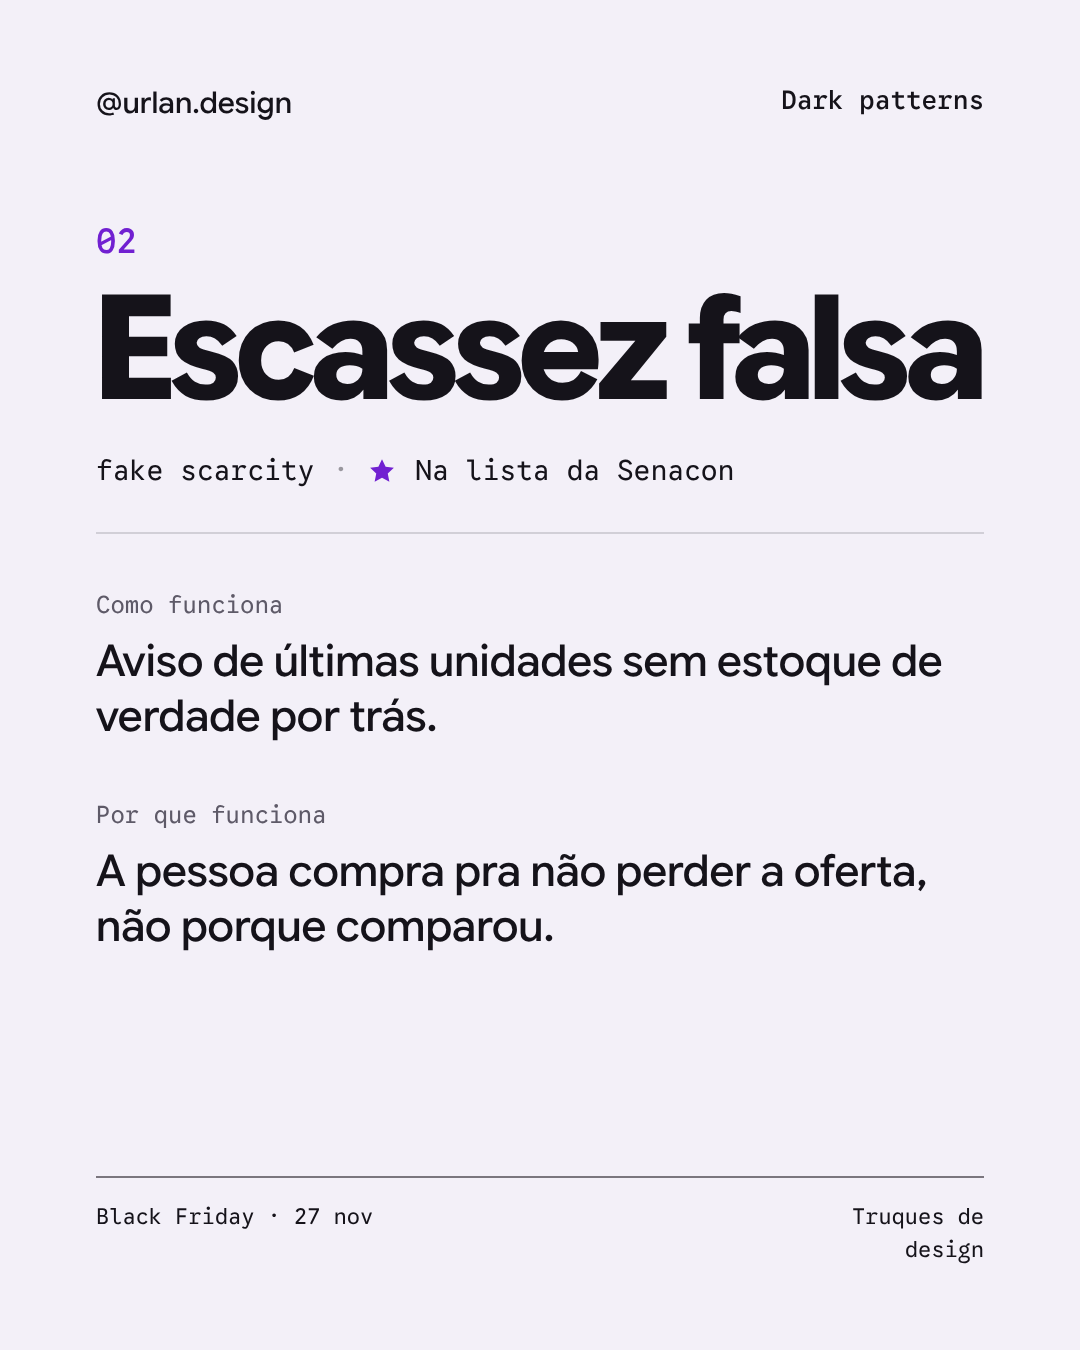 @urlan.design
Dark patterns
02
Escassez falsa
fake scarcity · ★ Na lista da Senacon
Como funciona
Aviso de últimas unidades sem estoque de
verdade por trás.
Por que funciona
A pessoa compra pra não perder a oferta,
não porque comparou.
Black Friday · 27 nov
Truques de
design